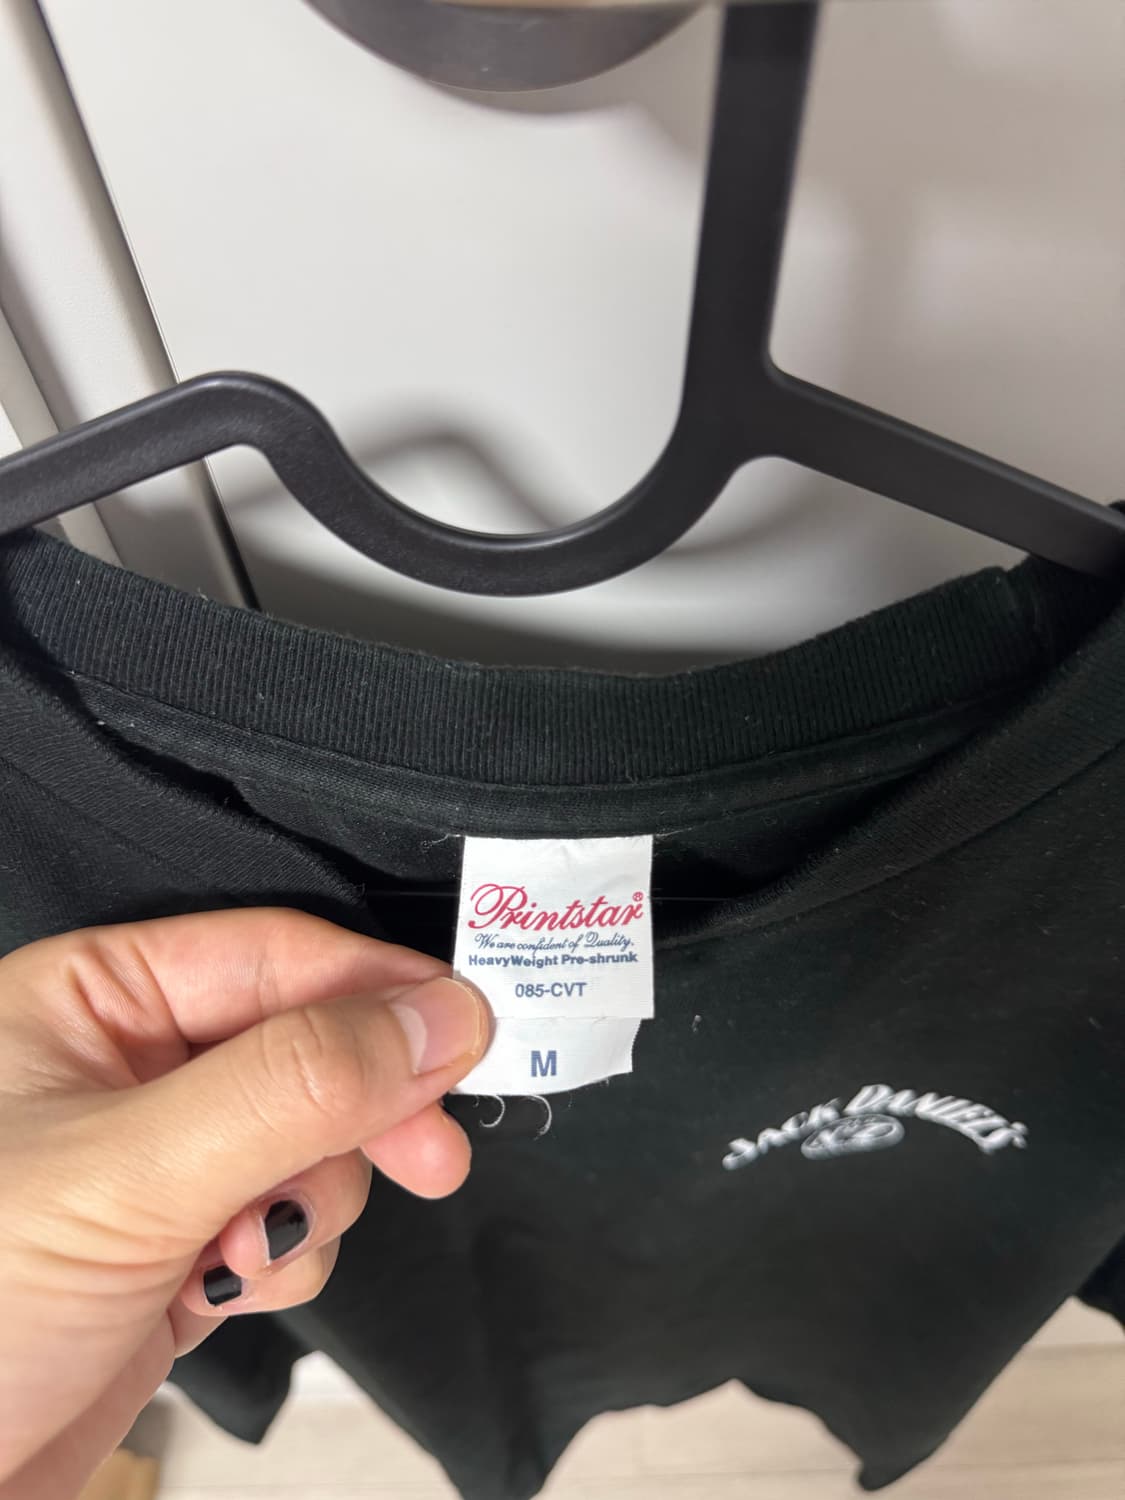 Printstar®
We are confident of Quality.
HeavyWeight Pre-shrunk
085-CVT
M
JACK DANIEL'S